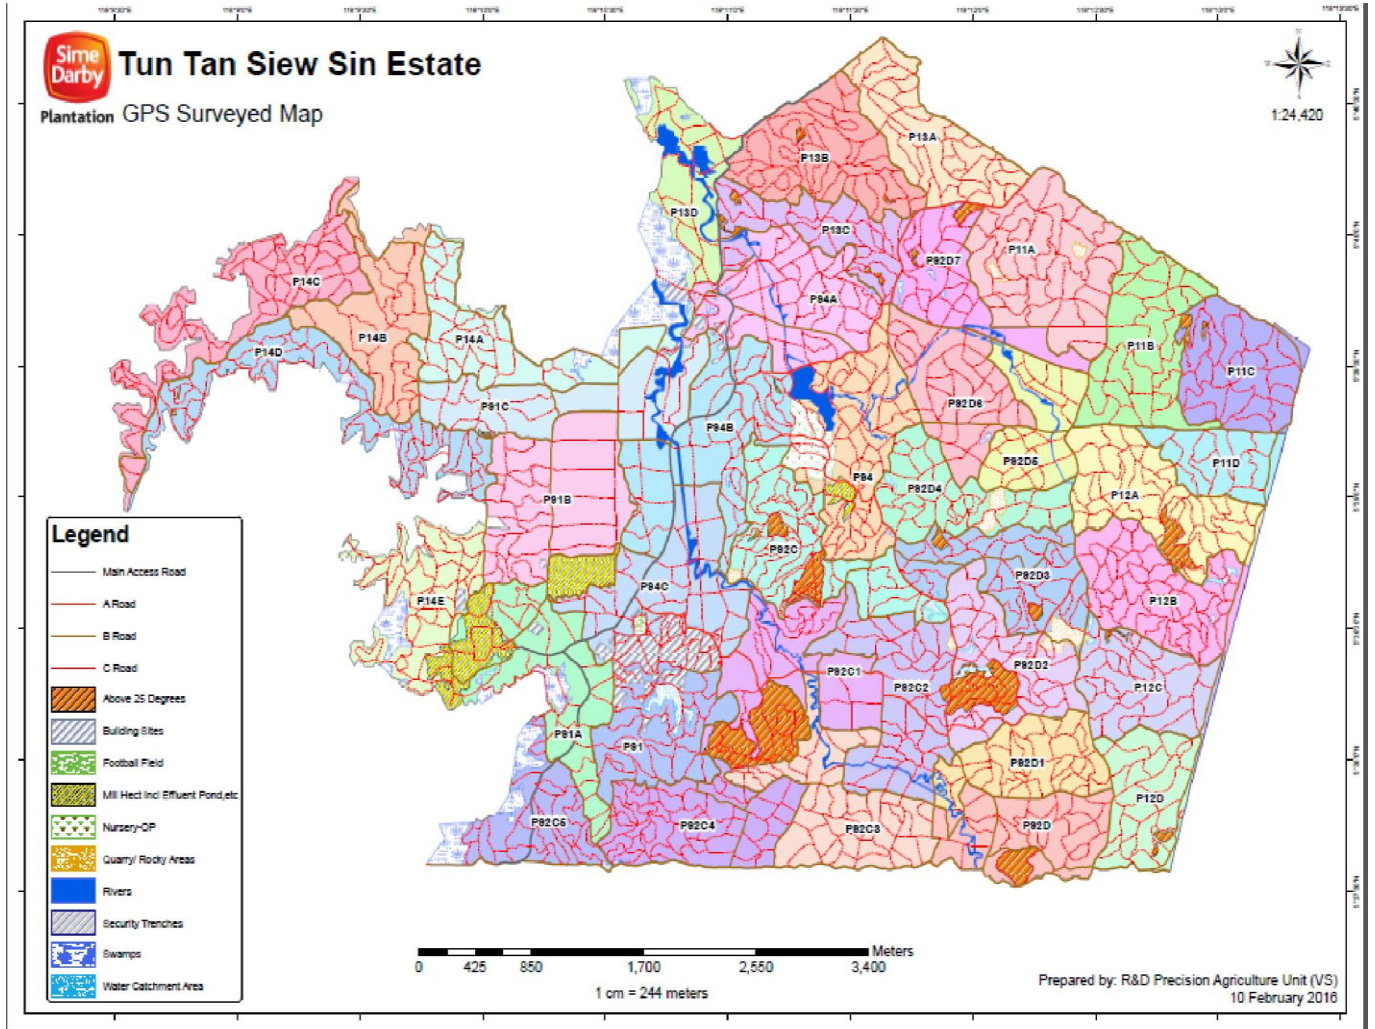 Sime
Darby
Plantation
Tun Tan Siew Sin Estate
GPS Surveyed Map
1:24,420
P13A
P13B
P13D
P13C
P11A
P92D7
P14C
P94A
P14B
P14A
P14D
P11B
P11C
P91C
P92D6
P94B
P92D5
P11D
P94
P92D4
P12A
P91B
P92C
P92D3
P94C
P14E
P12B
P92D2
P92C1
P92C2
P12C
P91A
P91
P92D1
P12D
P92C5
P92C4
P92C3
P92D
Legend
Main Access Road
A Road
B Road
C Road
Above 25 Degrees
Building Sites
Football Field
Mill Hect Incl Effluent Pond,etc
Nursery-OP
Quarry/ Rocky Areas
Rivers
Security Trenches
Swamps
Water Catchment Area
Meters
0 425 850 1,700 2,550 3,400
1 cm = 244 meters
Prepared by: R&D Precision Agriculture Unit (VS)
10 February 2016